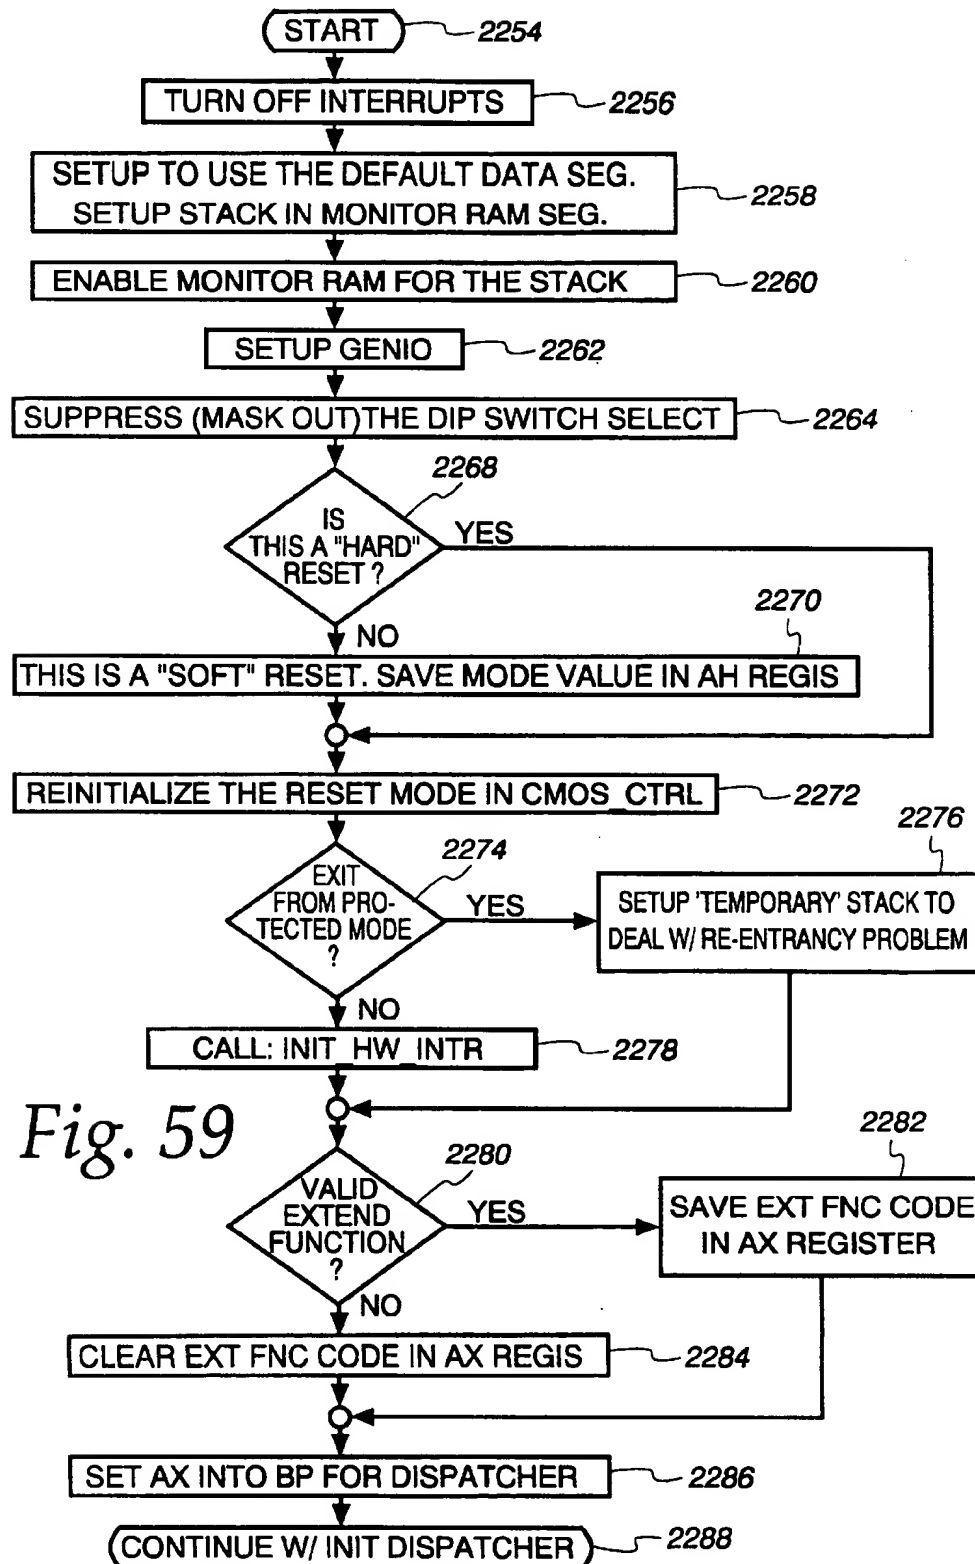 START 2254
TURN OFF INTERRUPTS 2256
SETUP TO USE THE DEFAULT DATA SEG.
SETUP STACK IN MONITOR RAM SEG.
2258
ENABLE MONITOR RAM FOR THE STACK 2260
SETUP GENIO 2262
SUPPRESS (MASK OUT)THE DIP SWITCH SELECT 2264
2268
IS
THIS A "HARD"
RESET ?
YES
NO
2270
THIS IS A "SOFT" RESET. SAVE MODE VALUE IN AH REGIS
REINITIALIZE THE RESET MODE IN CMOS_CTRL 2272
2274
EXIT
FROM PRO-
TECTED MODE
?
YES
2276
SETUP 'TEMPORARY' STACK TO
DEAL W/ RE-ENTRANCY PROBLEM
NO
CALL: INIT_HW_INTR 2278
Fig. 59
2280
VALID
EXTEND
FUNCTION
?
YES
2282
SAVE EXT FNC CODE
IN AX REGISTER
NO
CLEAR EXT FNC CODE IN AX REGIS 2284
SET AX INTO BP FOR DISPATCHER 2286
CONTINUE W/ INIT DISPATCHER 2288